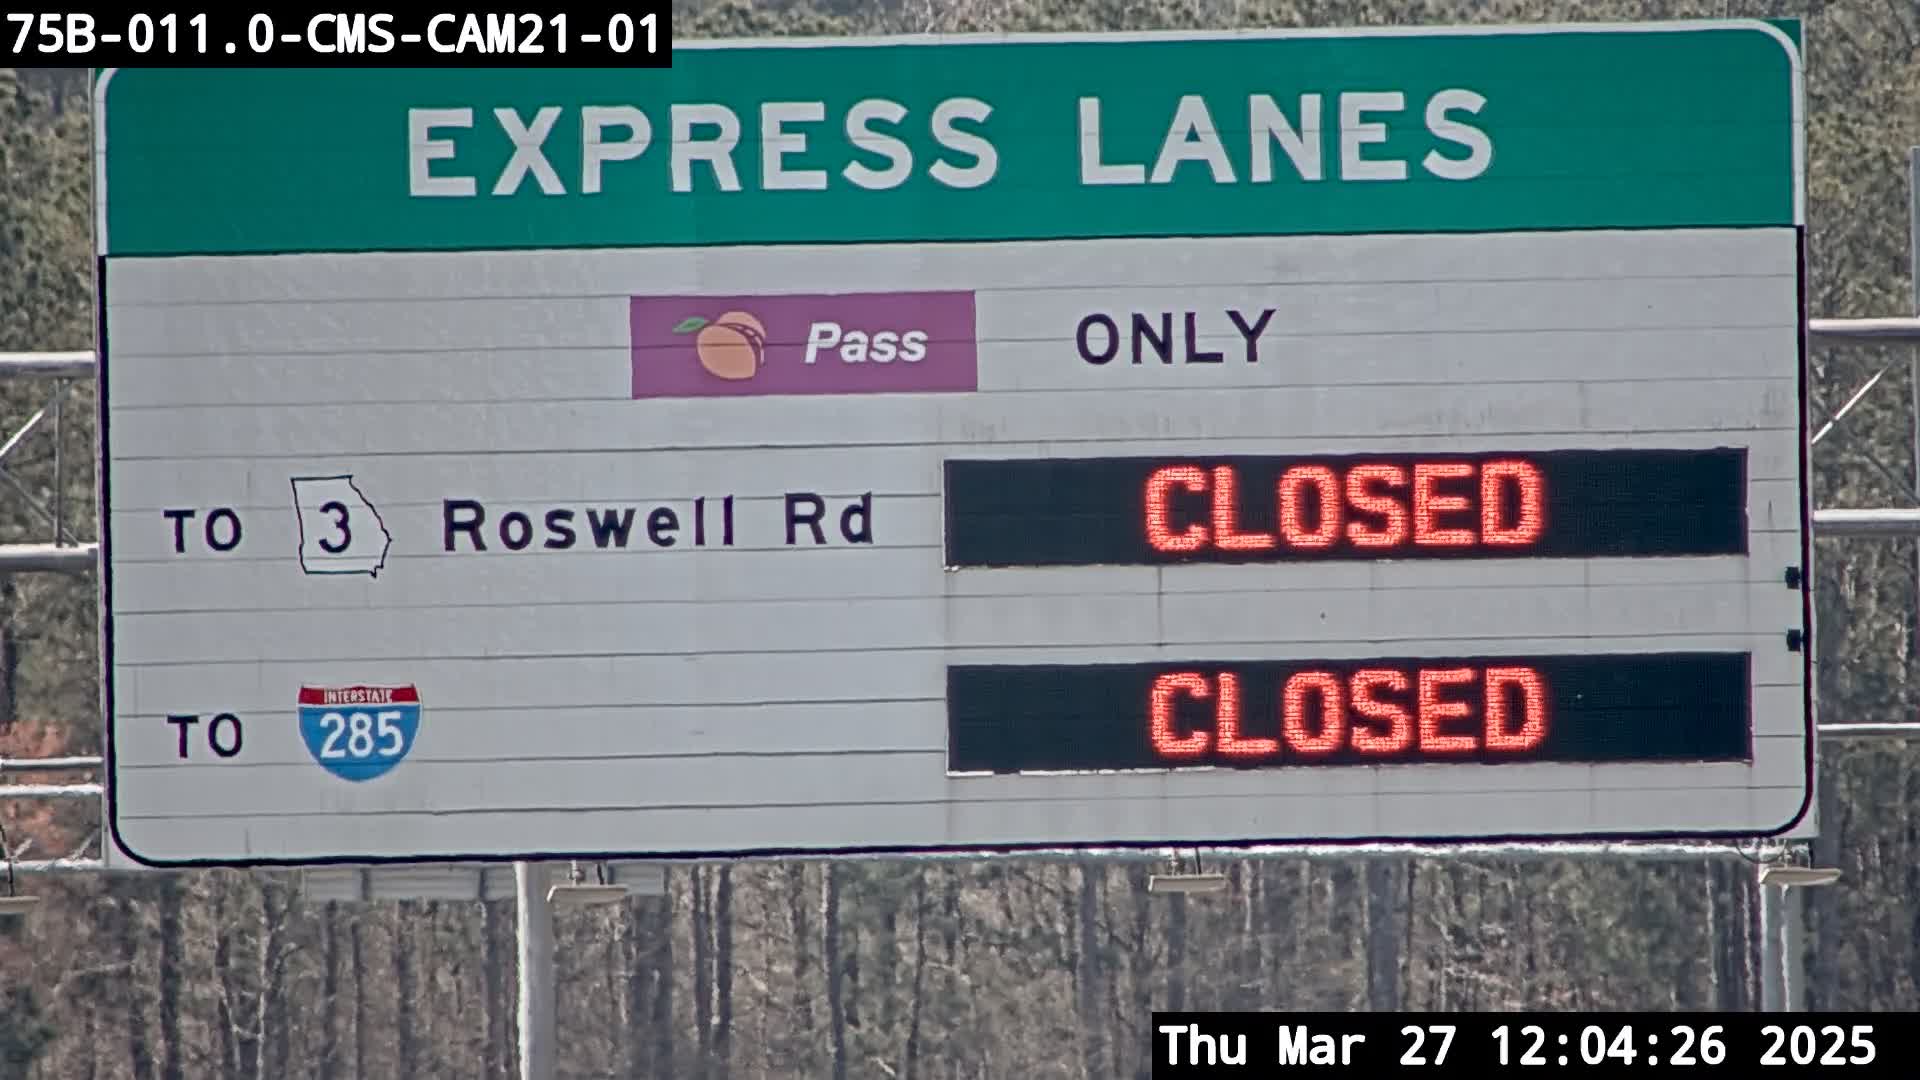 75B-011.0-CMS-CAM21-01
EXPRESS LANES
Pass ONLY
TO 3 Roswell Rd CLOSED
INTERSTATE
TO 285 CLOSED
Thu Mar 27 12:04:26 2025